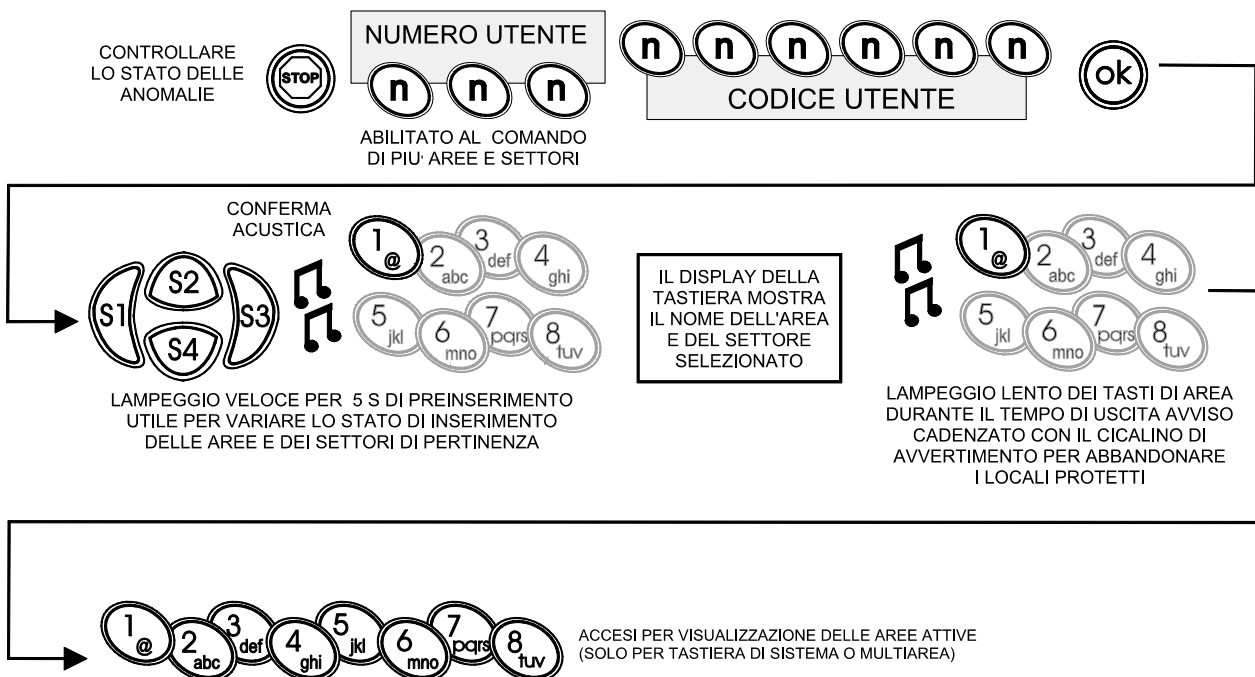 CONTROLLARE
LO STATO DELLE
ANOMALIE
STOP
NUMERO UTENTE
n n n
ABILITATO AL COMANDO
DI PIU' AREE E SETTORI
n n n n n n
CODICE UTENTE
ok
CONFERMA
ACUSTICA
S1 S2 S3 S4
1 @ 2 abc 3 def 4 ghi
5 jkl 6 mno 7 pqrs 8 tuv
LAMPEGGIO VELOCE PER 5 S DI PREINSERIMENTO
UTILE PER VARIARE LO STATO DI INSERIMENTO
DELLE AREE E DEI SETTORI DI PERTINENZA
IL DISPLAY DELLA
TASTIERA MOSTRA
IL NOME DELL'AREA
E DEL SETTORE
SELEZIONATO
1 @ 2 abc 3 def 4 ghi
5 jkl 6 mno 7 pqrs 8 tuv
LAMPEGGIO LENTO DEI TASTI DI AREA
DURANTE IL TEMPO DI USCITA AVVISO
CADENZATO CON IL CICALINO DI
AVVERTIMENTO PER ABBANDONARE
I LOCALI PROTETTI
1 @ 2 abc 3 def 4 ghi 5 jkl 6 mno 7 pqrs 8 tuv
ACCESI PER VISUALIZZAZIONE DELLE AREE ATTIVE
(SOLO PER TASTIERA DI SISTEMA O MULTIAREA)